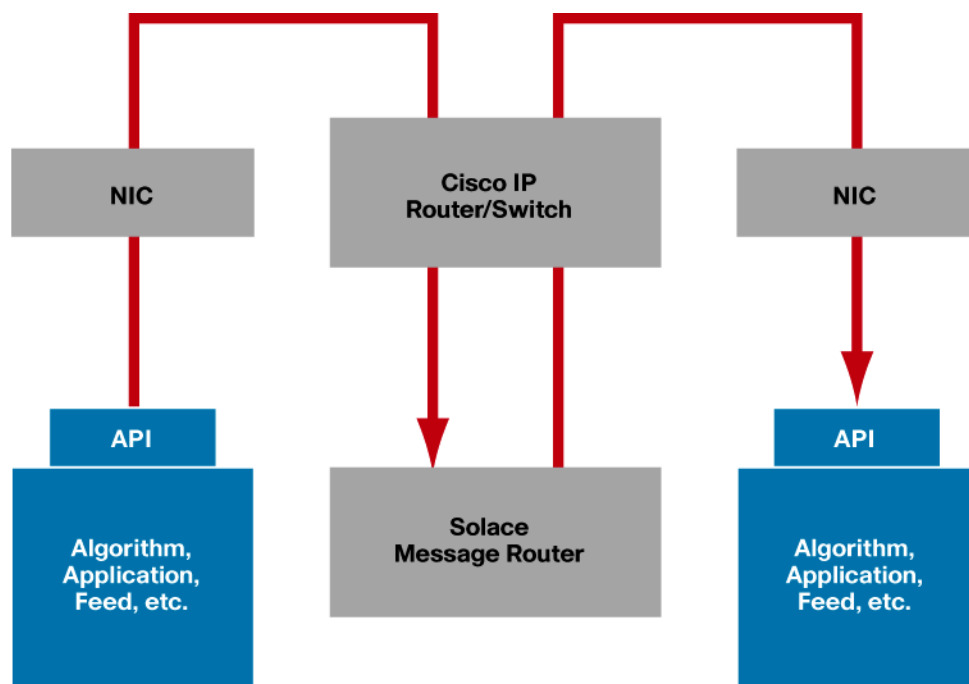 NIC
Cisco IP
Router/Switch
NIC
API
Algorithm,
Application,
Feed, etc.
Solace
Message Router
API
Algorithm,
Application,
Feed, etc.